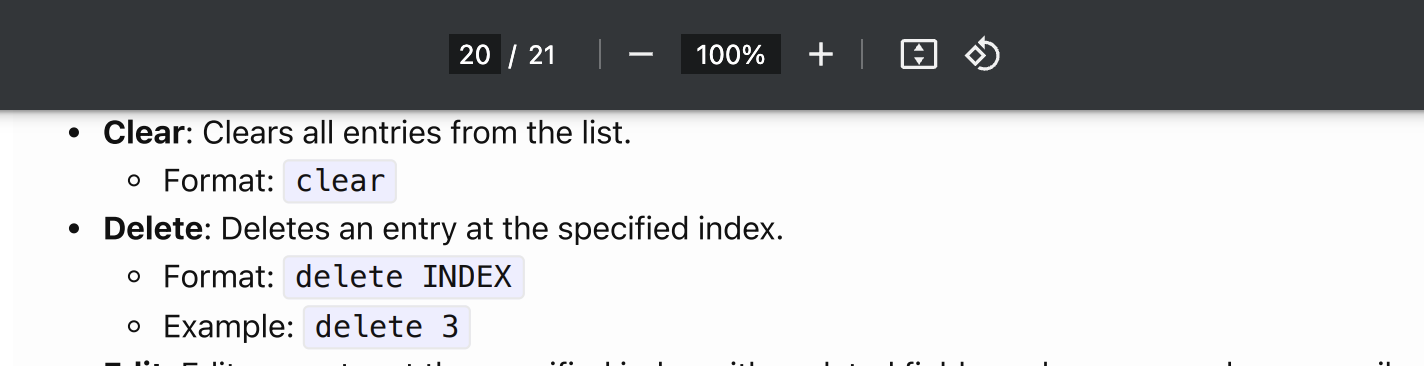 20 / 21 100%
Clear: Clears all entries from the list.
Format: clear
Delete: Deletes an entry at the specified index.
Format: delete INDEX
Example: delete 3